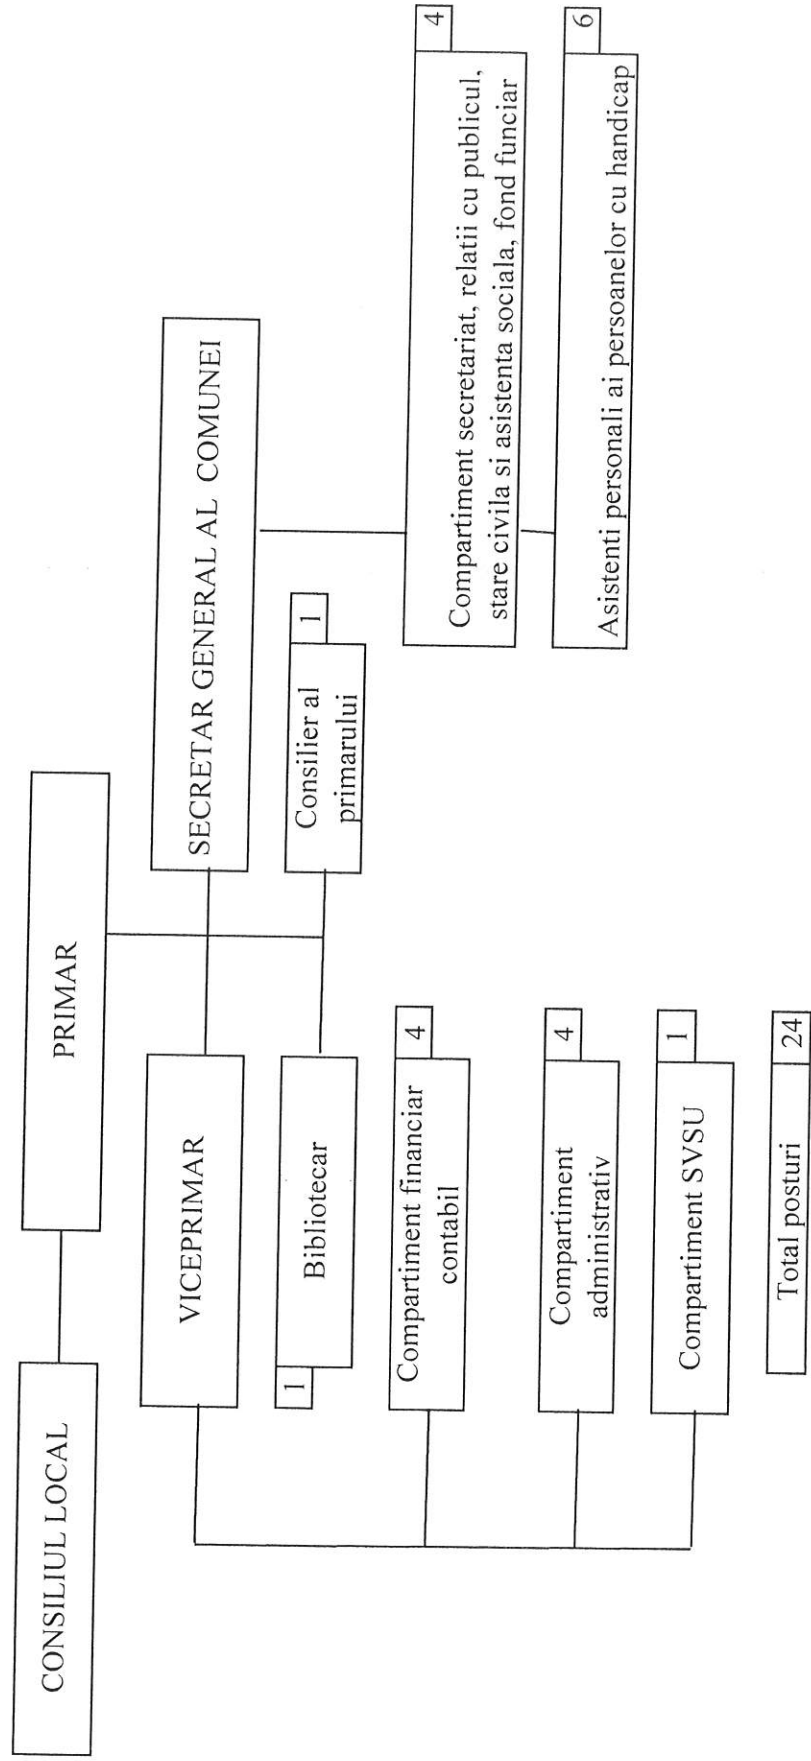 CONSILIUL LOCAL
PRIMAR
VICEPRIMAR
SECRETAR GENERAL AL COMUNEI
1
Bibliotecar
Consilier al
primarului
1
Compartiment financiar
contabil
4
Compartiment secretariat, relatii cu publicul,
stare civila si asistenta sociala, fond funciar
4
Compartiment
administrativ
4
Asistenti personali ai persoanelor cu handicap
6
Compartiment SVSU
1
Total posturi
24